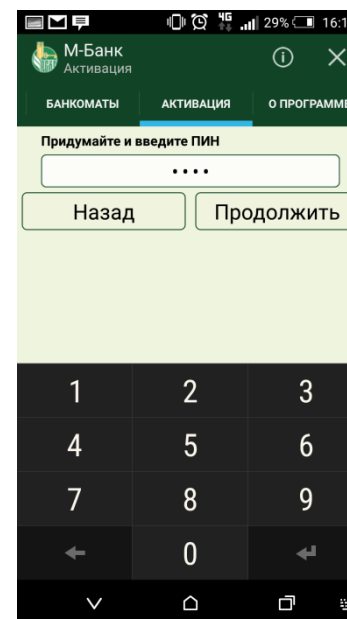 4G 29% 16:1
М-Банк
Активация
БАНКОМАТЫ АКТИВАЦИЯ О ПРОГРАММЕ
Придумайте и введите ПИН
••••
Назад Продолжить
1 2 3
4 5 6
7 8 9
0